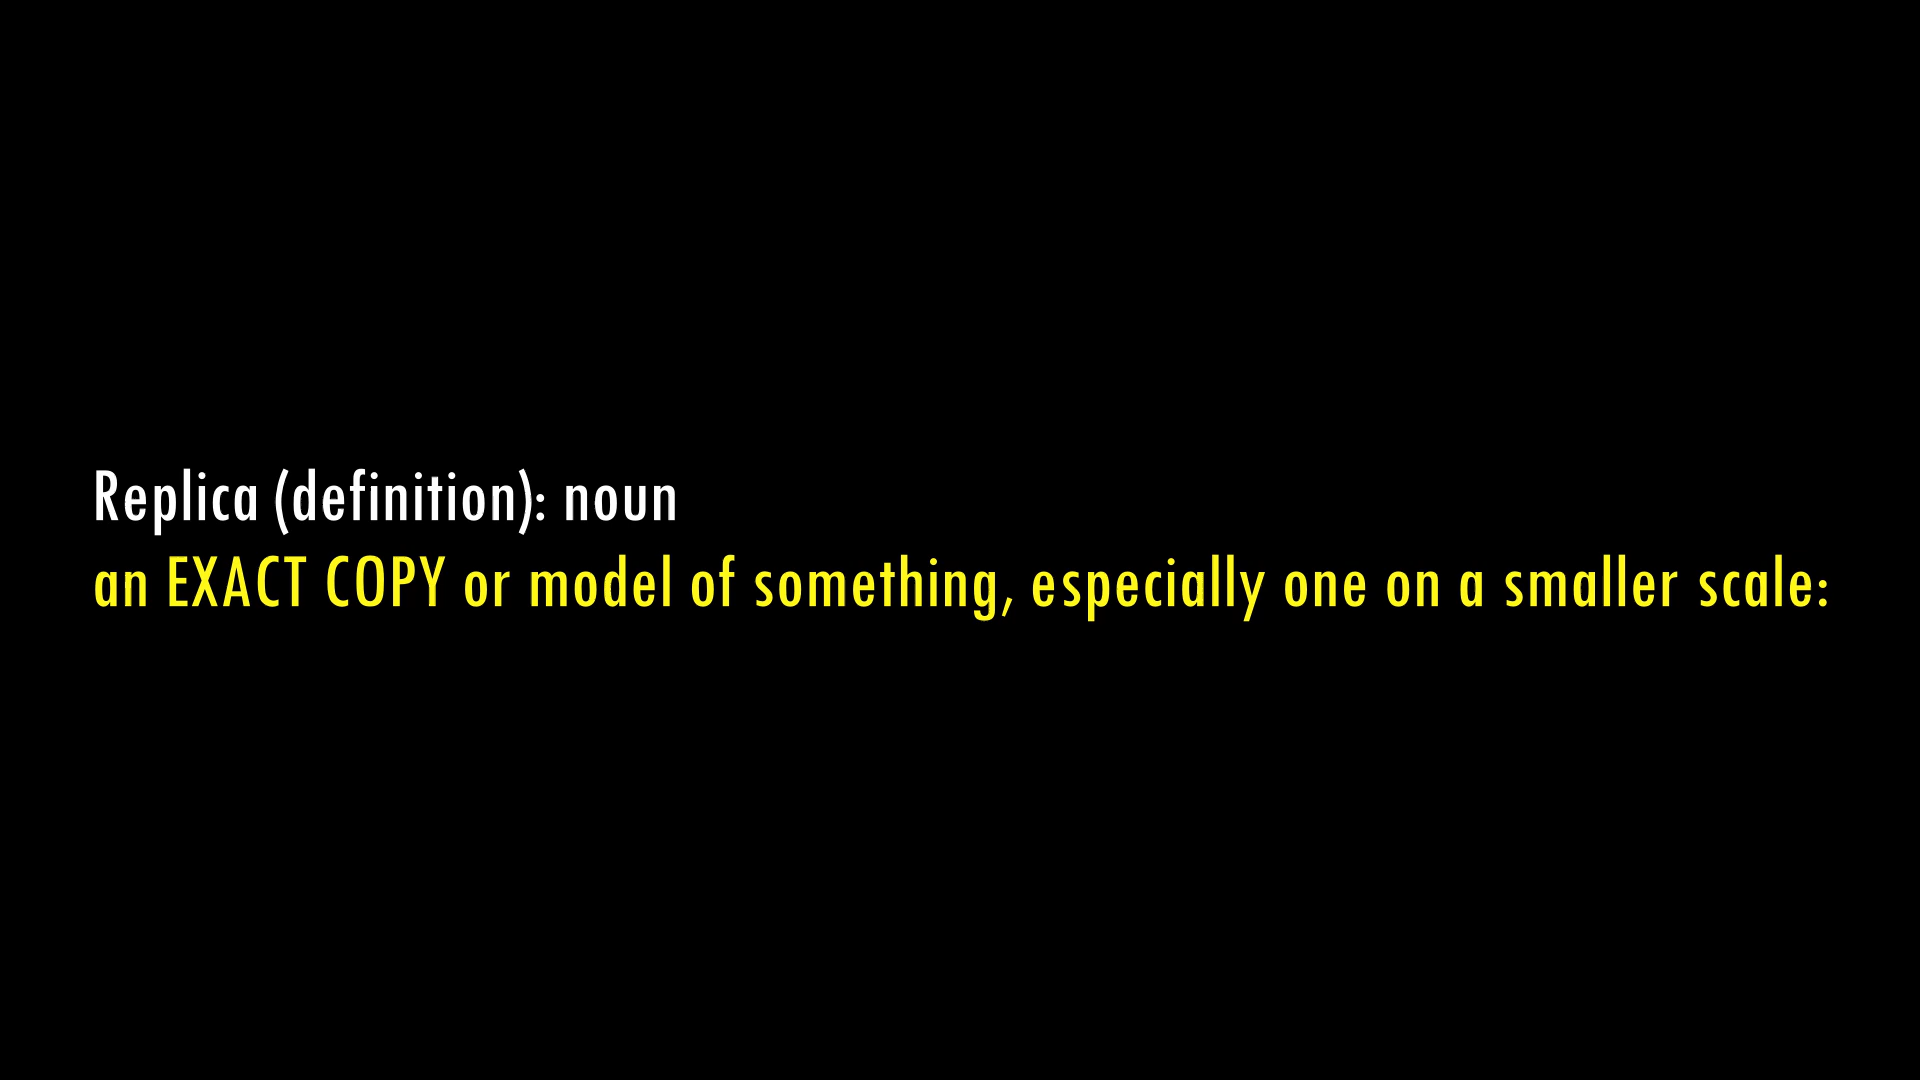 Replica (definition): noun
an EXACT COPY or model of something, especially one on a smaller scale: